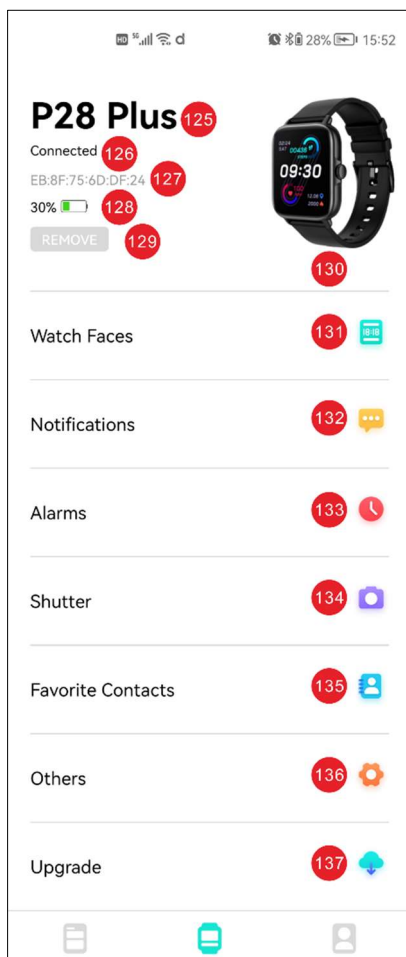 HD 5G d 28% 15:52
P28 Plus 125
Connected 126
EB:8F:75:6D:DF:24 127
30% 128
REMOVE 129
09:30
130
Watch Faces 131 18:18
Notifications 132
Alarms 133
Shutter 134
Favorite Contacts 135
Others 136
Upgrade 137